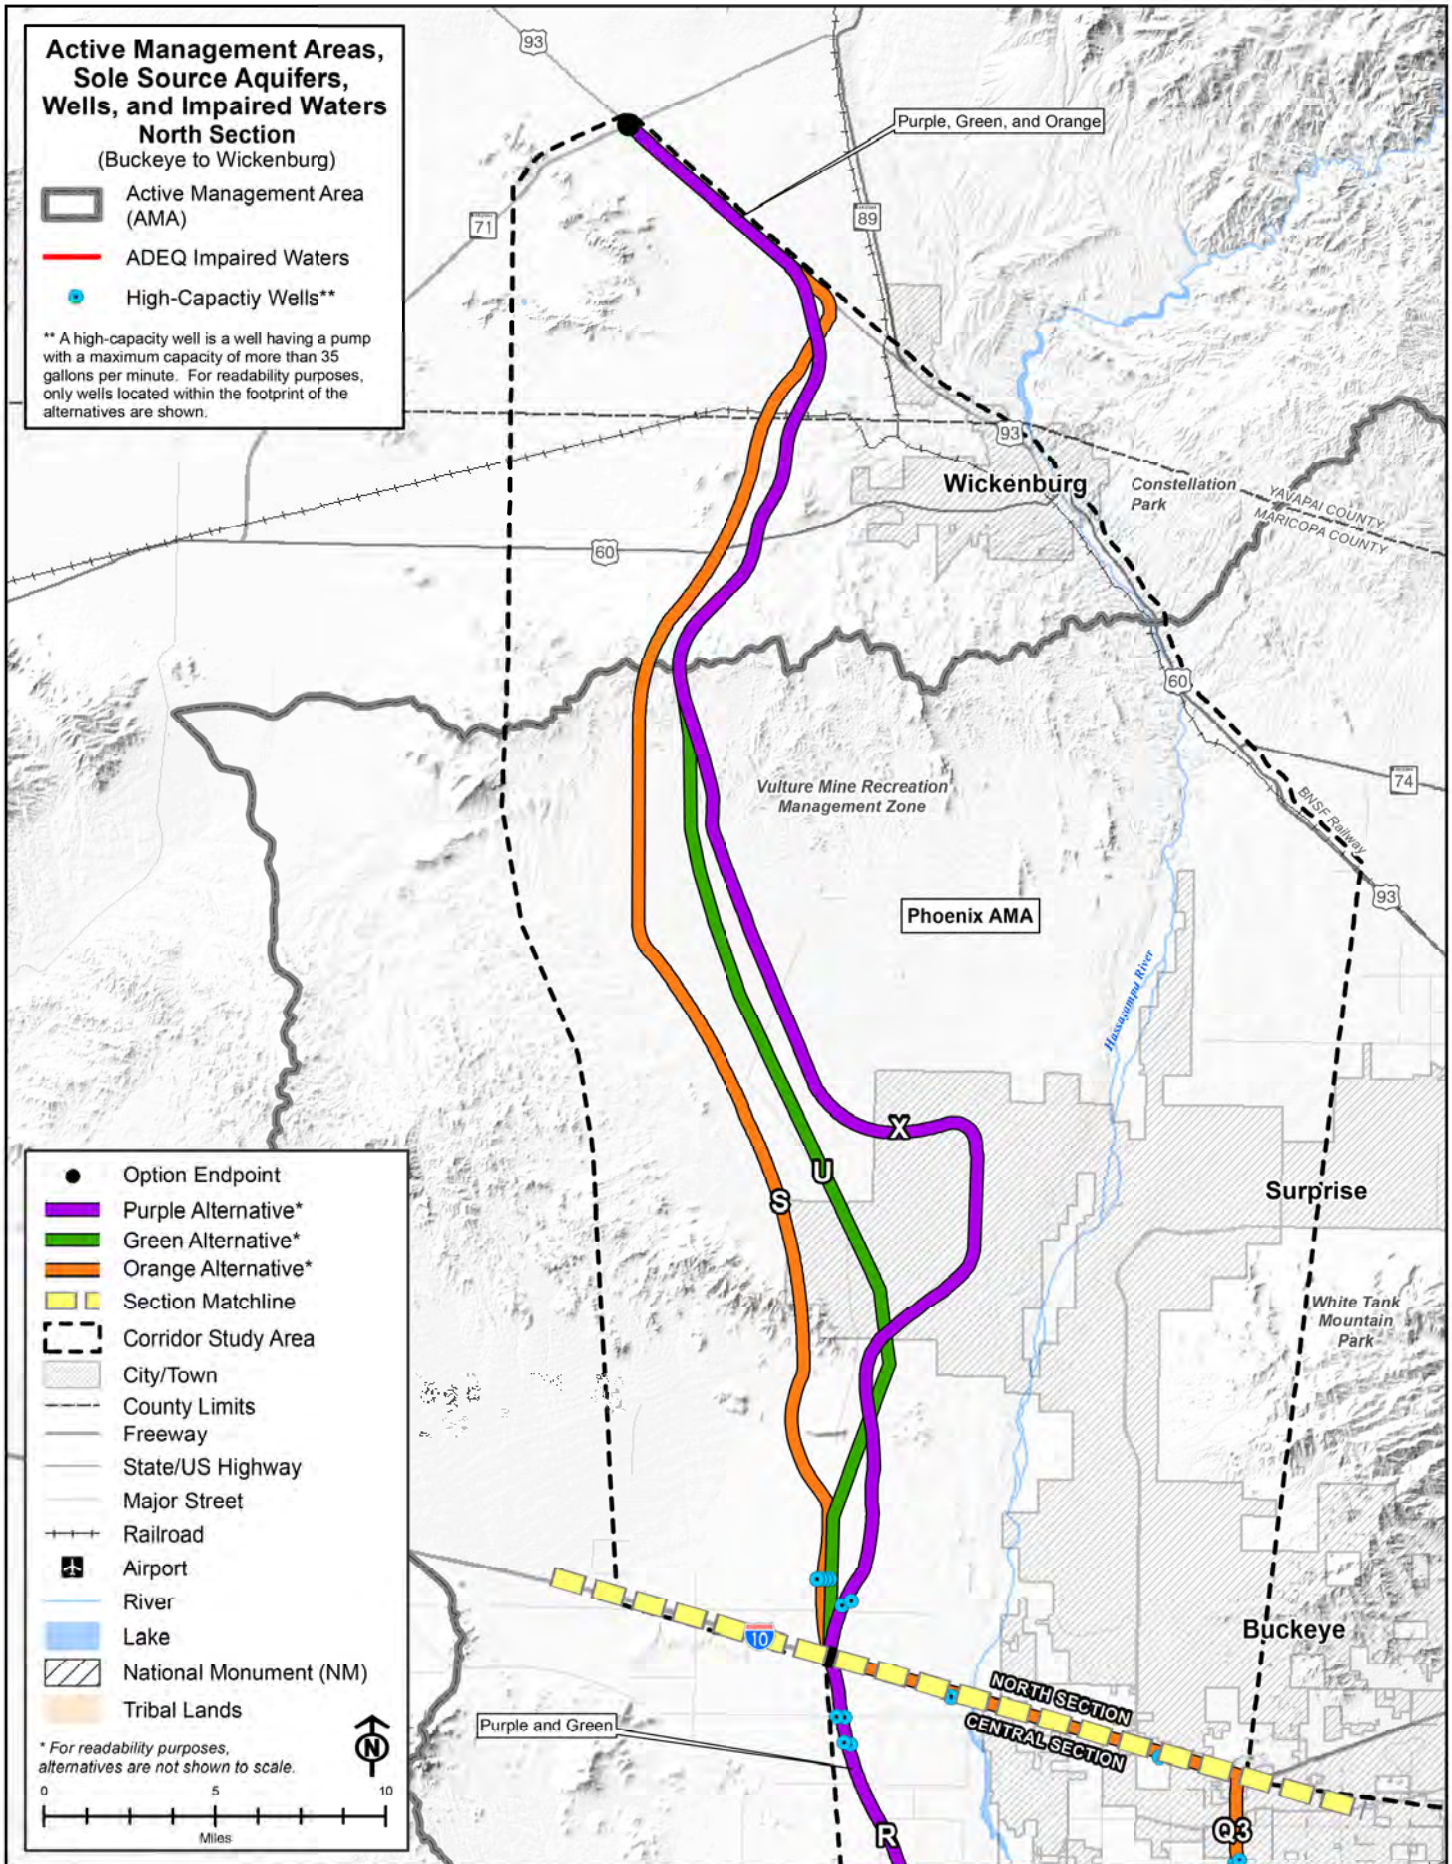 Active Management Areas,
Sole Source Aquifers,
Wells, and Impaired Waters
North Section
(Buckeye to Wickenburg)
Active Management Area
(AMA)
ADEQ Impaired Waters
High-Capactiy Wells**
** A high-capacity well is a well having a pump
with a maximum capacity of more than 35
gallons per minute. For readability purposes,
only wells located within the footprint of the
alternatives are shown.
93
Purple, Green, and Orange
71
89
93
Wickenburg
Constellation
Park
YAVAPAI COUNTY
MARICOPA COUNTY
60
60
74
Vulture Mine Recreation
Management Zone
BNSF Railway
93
Phoenix AMA
Hassayampa River
X
U
S
Surprise
White Tank
Mountain
Park
Buckeye
10
NORTH SECTION
CENTRAL SECTION
Purple and Green
R
Q3
Option Endpoint
Purple Alternative*
Green Alternative*
Orange Alternative*
Section Matchline
Corridor Study Area
City/Town
County Limits
Freeway
State/US Highway
Major Street
Railroad
Airport
River
Lake
National Monument (NM)
Tribal Lands
* For readability purposes,
alternatives are not shown to scale.
N
0 5 10
Miles